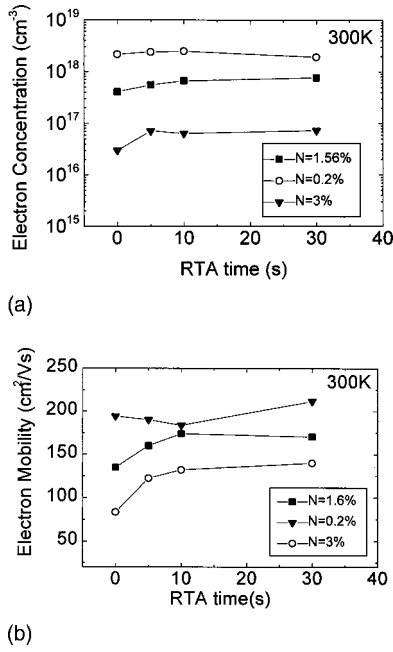 10¹⁹
10¹⁸
10¹⁷
10¹⁶
10¹⁵
Electron Concentration (cm⁻³)
300K
N=1.56%
N=0.2%
N=3%
0 10 20 30 40
RTA time (s)
(a)
250
200
150
100
50
Electron Mobility (cm²/Vs)
300K
N=1.6%
N=0.2%
N=3%
0 10 20 30 40
RTA time(s)
(b)